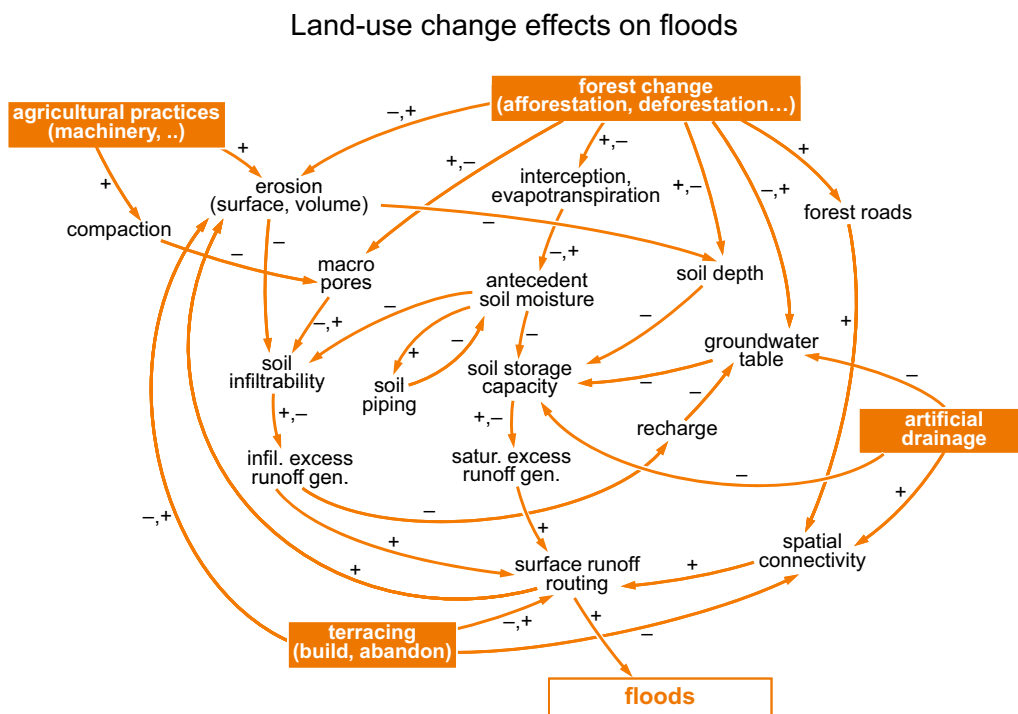 Land-use change effects on floods
forest change
(afforestation, deforestation…)
agricultural practices
(machinery, ..)
–,+
+
+
+,–
+,–
+
erosion
(surface, volume)
interception,
evapotranspiration
+,–
–,+
forest roads
compaction
–
–
–
macro
pores
–,+
antecedent
soil moisture
soil depth
–,+
–
–
–
+
+
–
groundwater
table
soil
infiltrability
soil
piping
soil storage
capacity
–
–
–
+,–
+,–
recharge
artificial
drainage
infil. excess
runoff gen.
satur. excess
runoff gen.
–
–
+
–,+
+
+
spatial
connectivity
surface runoff
routing
+
+
–,+
+
–
terracing
(build, abandon)
floods